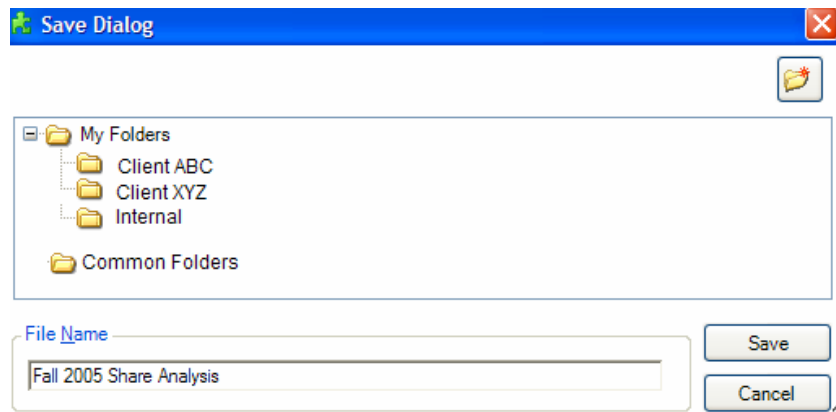 Save Dialog
My Folders
Client ABC
Client XYZ
Internal
Common Folders
File Name
Fall 2005 Share Analysis
Save
Cancel